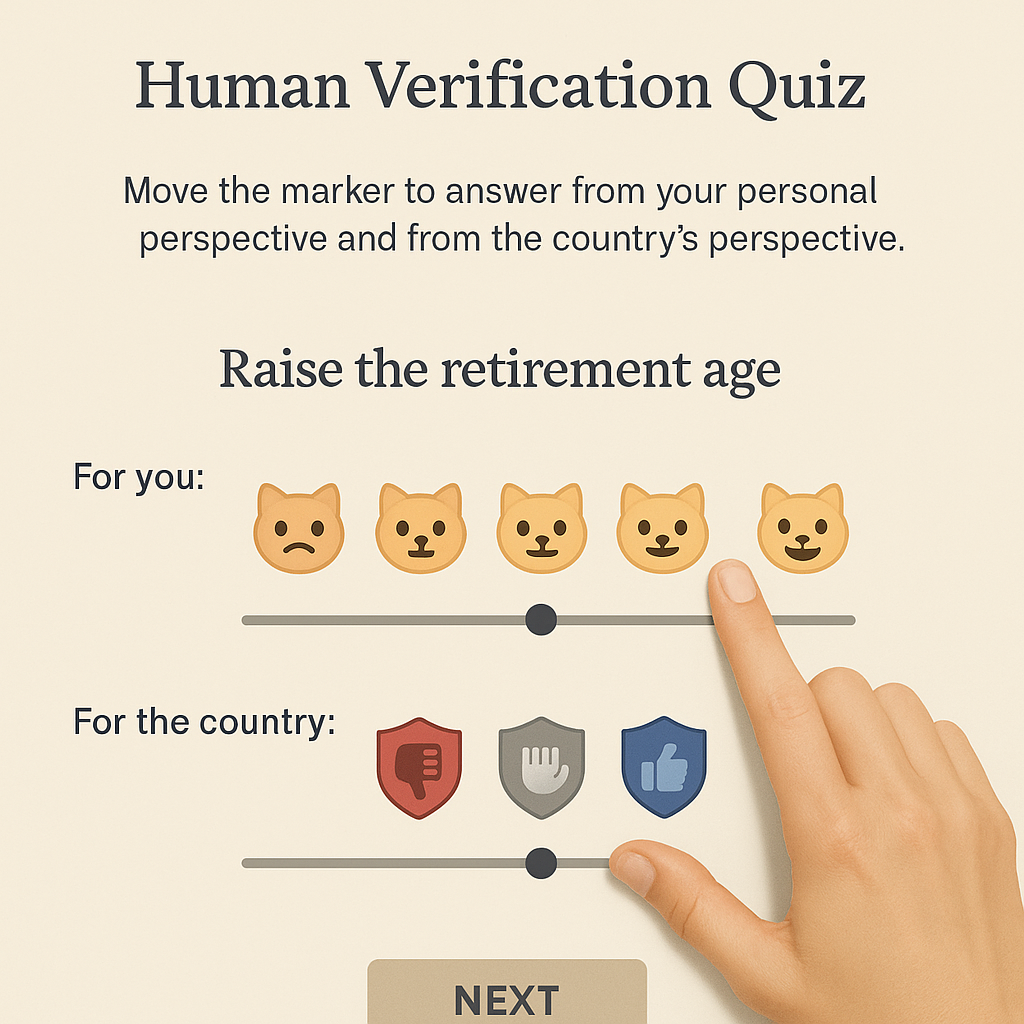 Human Verification Quiz
Move the marker to answer from your personal
perspective and from the country’s perspective.
Raise the retirement age
For you:
For the country:
NEXT